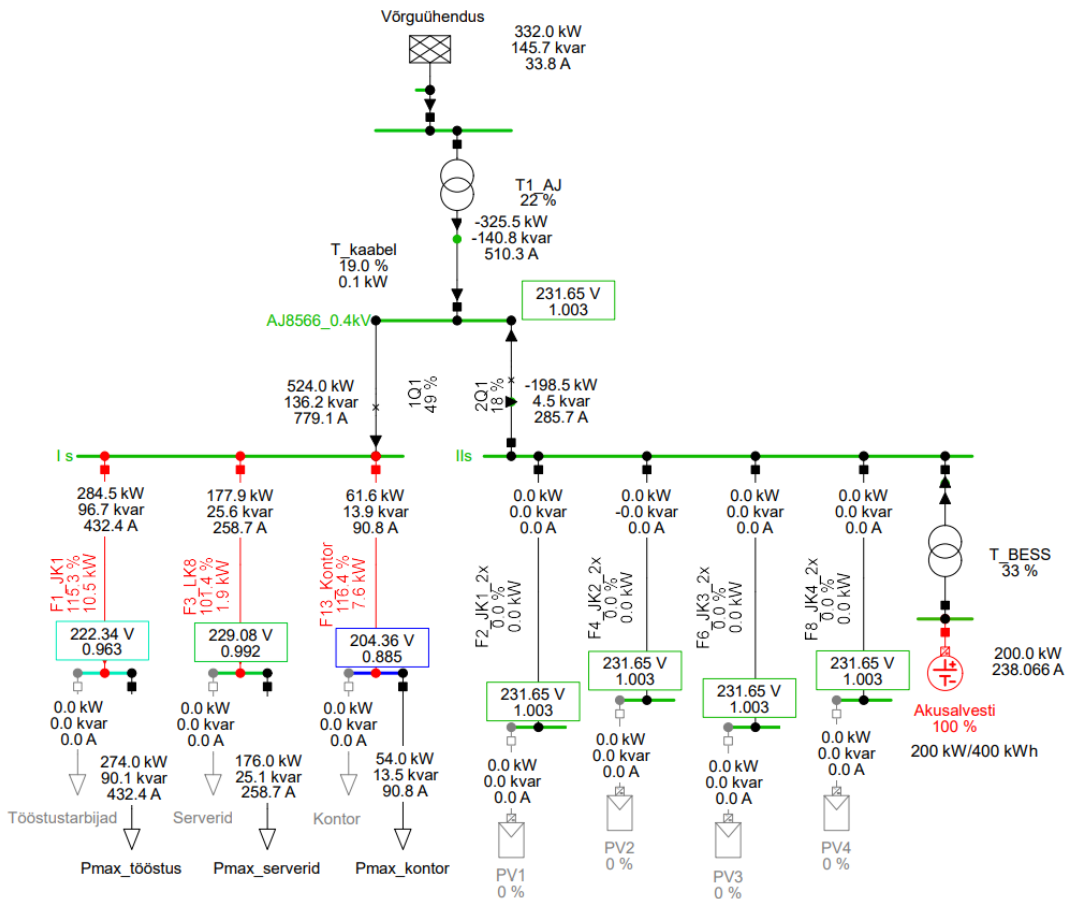 Võrguühendus
332.0 kW
145.7 kvar
33.8 A
T1_AJ
22 %
-325.5 kW
-140.8 kvar
510.3 A
T_kaabel
19.0 %
0.1 kW
231.65 V
1.003
AJ8566_0.4kV
524.0 kW
136.2 kvar
779.1 A
1Q1
49 %
2Q1
18 %
-198.5 kW
4.5 kvar
285.7 A
I s
IIs
284.5 kW
96.7 kvar
432.4 A
177.9 kW
25.6 kvar
258.7 A
61.6 kW
13.9 kvar
90.8 A
0.0 kW
0.0 kvar
0.0 A
0.0 kW
-0.0 kvar
0.0 A
0.0 kW
0.0 kvar
0.0 A
0.0 kW
0.0 kvar
0.0 A
F1_JK1
115.3 %
10.5 kW
F3_LK8
101.4 %
1.9 kW
F13_Kontor
116.4 %
7.6 kW
F2_JK1_2x
0.0 %
0.0 kW
F4_JK2_2x
0.0 %
0.0 kW
F6_JK3_2x
0.0 %
0.0 kW
F8_JK4_2x
0.0 %
0.0 kW
T_BESS
33 %
222.34 V
0.963
229.08 V
0.992
204.36 V
0.885
231.65 V
1.003
231.65 V
1.003
231.65 V
1.003
231.65 V
1.003
200.0 kW
238.066 A
Akusalvesti
100 %
200 kW/400 kWh
0.0 kW
0.0 kvar
0.0 A
0.0 kW
0.0 kvar
0.0 A
0.0 kW
0.0 kvar
0.0 A
274.0 kW
90.1 kvar
432.4 A
176.0 kW
25.1 kvar
258.7 A
54.0 kW
13.5 kvar
90.8 A
0.0 kW
0.0 kvar
0.0 A
0.0 kW
0.0 kvar
0.0 A
0.0 kW
0.0 kvar
0.0 A
0.0 kW
0.0 kvar
0.0 A
Tööstustarbijad
Serverid
Kontor
Pmax_tööstus
Pmax_serverid
Pmax_kontor
PV1
0 %
PV2
0 %
PV3
0 %
PV4
0 %